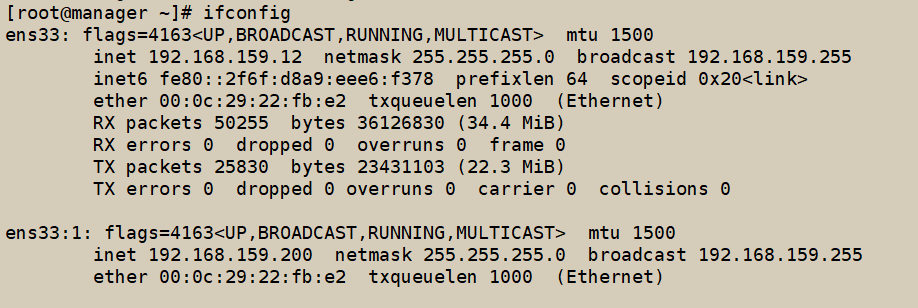 [root@manager ~]# ifconfig
ens33: flags=4163<UP,BROADCAST,RUNNING,MULTICAST>  mtu 1500
        inet 192.168.159.12  netmask 255.255.255.0  broadcast 192.168.159.255
        inet6 fe80::2f6f:d8a9:eee6:f378  prefixlen 64  scopeid 0x20<link>
        ether 00:0c:29:22:fb:e2  txqueuelen 1000  (Ethernet)
        RX packets 50255  bytes 36126830 (34.4 MiB)
        RX errors 0  dropped 0  overruns 0  frame 0
        TX packets 25830  bytes 23431103 (22.3 MiB)
        TX errors 0  dropped 0 overruns 0  carrier 0  collisions 0

ens33:1: flags=4163<UP,BROADCAST,RUNNING,MULTICAST>  mtu 1500
        inet 192.168.159.200  netmask 255.255.255.0  broadcast 192.168.159.255
        ether 00:0c:29:22:fb:e2  txqueuelen 1000  (Ethernet)